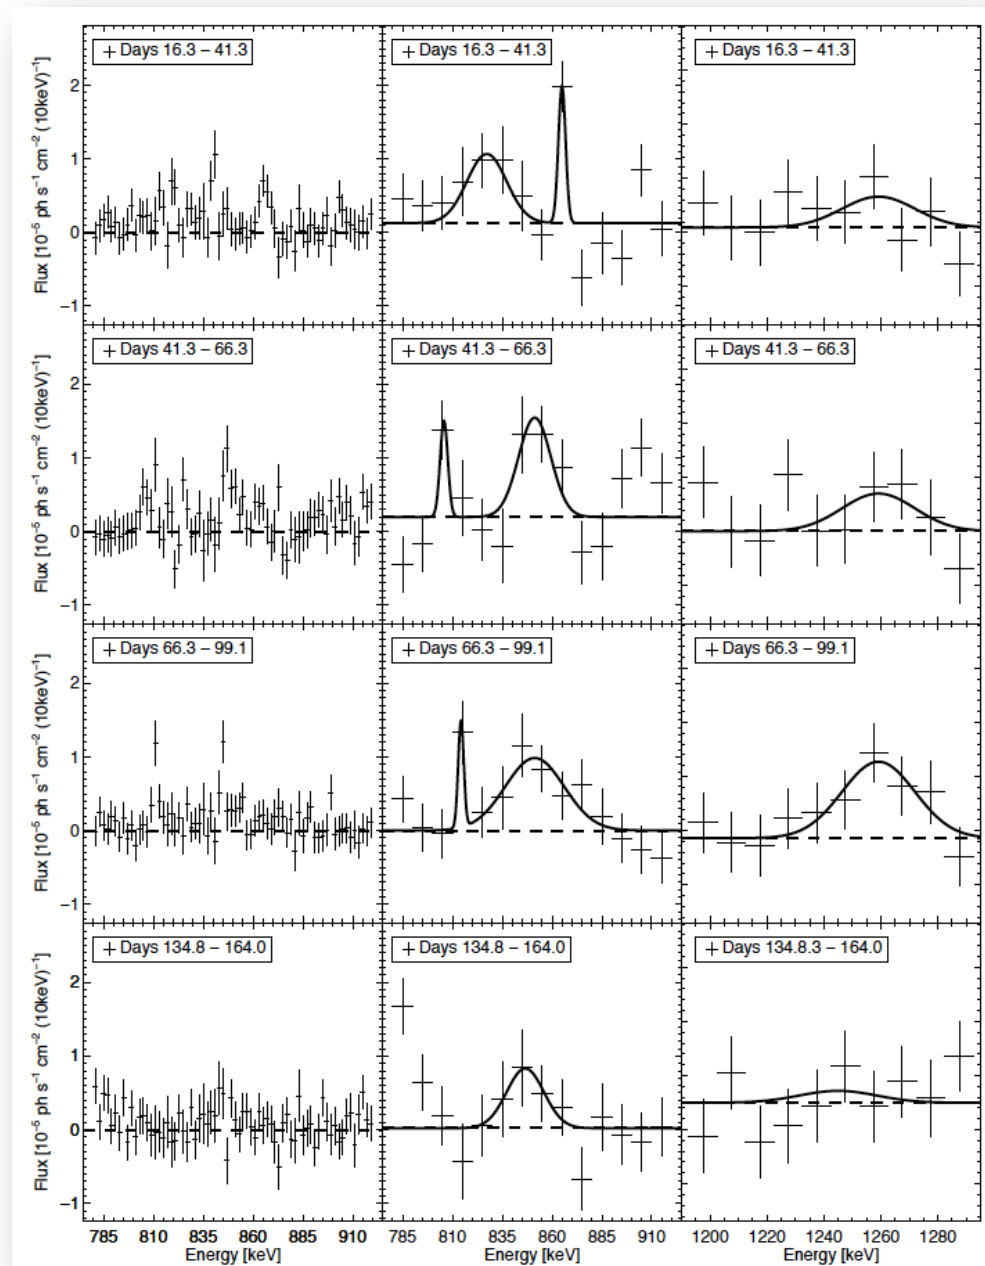 + Days 16.3 – 41.3
+ Days 16.3 – 41.3
+ Days 16.3 – 41.3
Flux [10⁻⁵ ph s⁻¹ cm⁻² (10keV)⁻¹]
2
1
0
−1
+ Days 41.3 – 66.3
+ Days 41.3 – 66.3
+ Days 41.3 – 66.3
Flux [10⁻⁵ ph s⁻¹ cm⁻² (10keV)⁻¹]
2
1
0
−1
+ Days 66.3 – 99.1
+ Days 66.3 – 99.1
+ Days 66.3 – 99.1
Flux [10⁻⁵ ph s⁻¹ cm⁻² (10keV)⁻¹]
2
1
0
−1
+ Days 134.8 – 164.0
+ Days 134.8 – 164.0
+ Days 134.8.3 – 164.0
Flux [10⁻⁵ ph s⁻¹ cm⁻² (10keV)⁻¹]
2
1
0
−1
785 810 835 860 885 910
785 810 835 860 885 910
1200 1220 1240 1260 1280
Energy [keV]
Energy [keV]
Energy [keV]